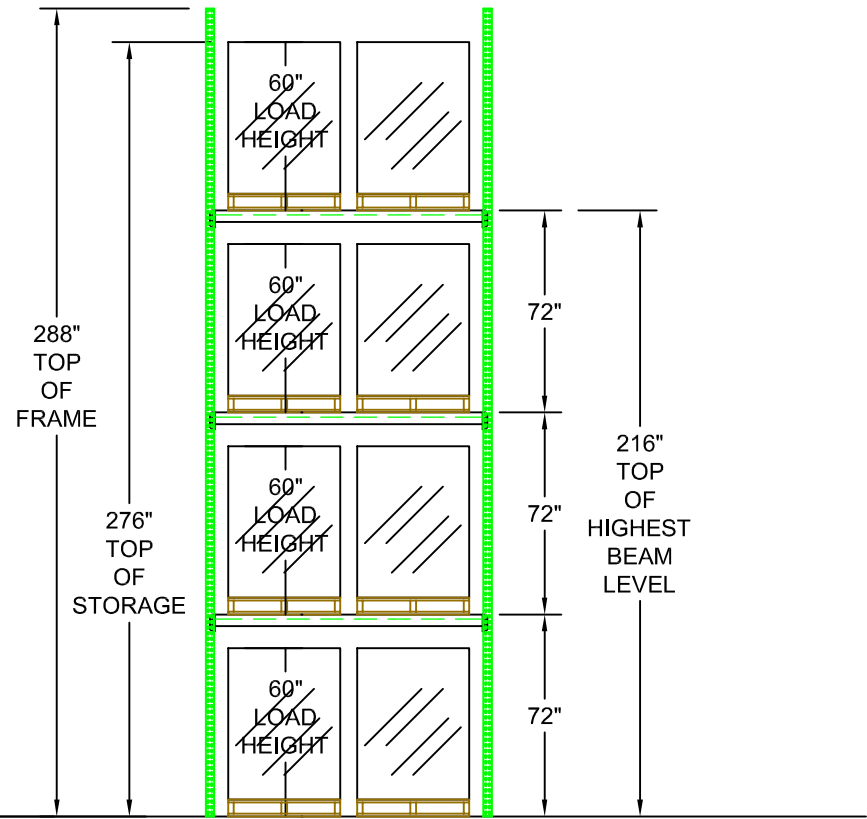 60"
LOAD
HEIGHT
60"
LOAD
HEIGHT
72"
288"
TOP
OF
FRAME
216"
TOP
OF
HIGHEST
BEAM
LEVEL
60"
LOAD
HEIGHT
72"
276"
TOP
OF
STORAGE
60"
LOAD
HEIGHT
72"